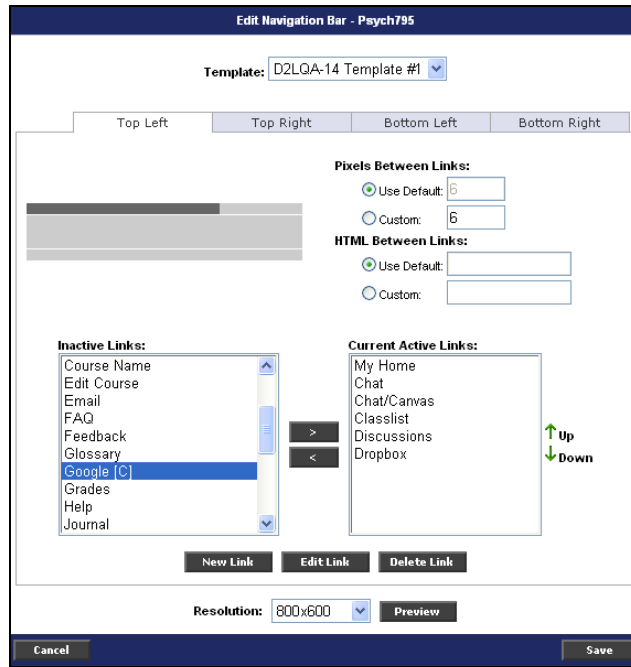 Edit Navigation Bar - Psych795
Template: D2LQA-14 Template #1
Top Left Top Right Bottom Left Bottom Right
Pixels Between Links:
Use Default: 6
Custom: 6
HTML Between Links:
Use Default:
Custom:
Inactive Links:
Course Name
Edit Course
Email
FAQ
Feedback
Glossary
Google [C]
Grades
Help
Journal
>
<
Current Active Links:
My Home
Chat
Chat/Canvas
Classlist
Discussions
Dropbox
Up
Down
New Link Edit Link Delete Link
Resolution: 800x600 Preview
Cancel Save